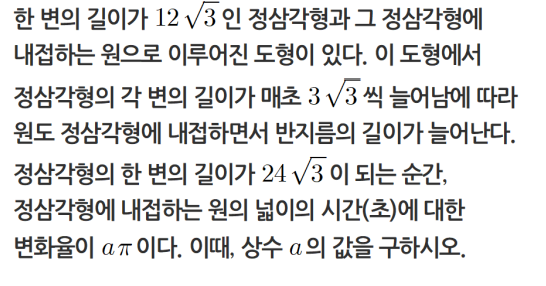 한 변의 길이가 12√3인 정삼각형과 그 정삼각형에
내접하는 원으로 이루어진 도형이 있다. 이 도형에서
정삼각형의 각 변의 길이가 매초 3√3씩 늘어남에 따라
원도 정삼각형에 내접하면서 반지름의 길이가 늘어난다.
정삼각형의 한 변의 길이가 24√3이 되는 순간,
정삼각형에 내접하는 원의 넓이의 시간(초)에 대한
변화율이 aπ이다. 이때, 상수 a의 값을 구하시오.